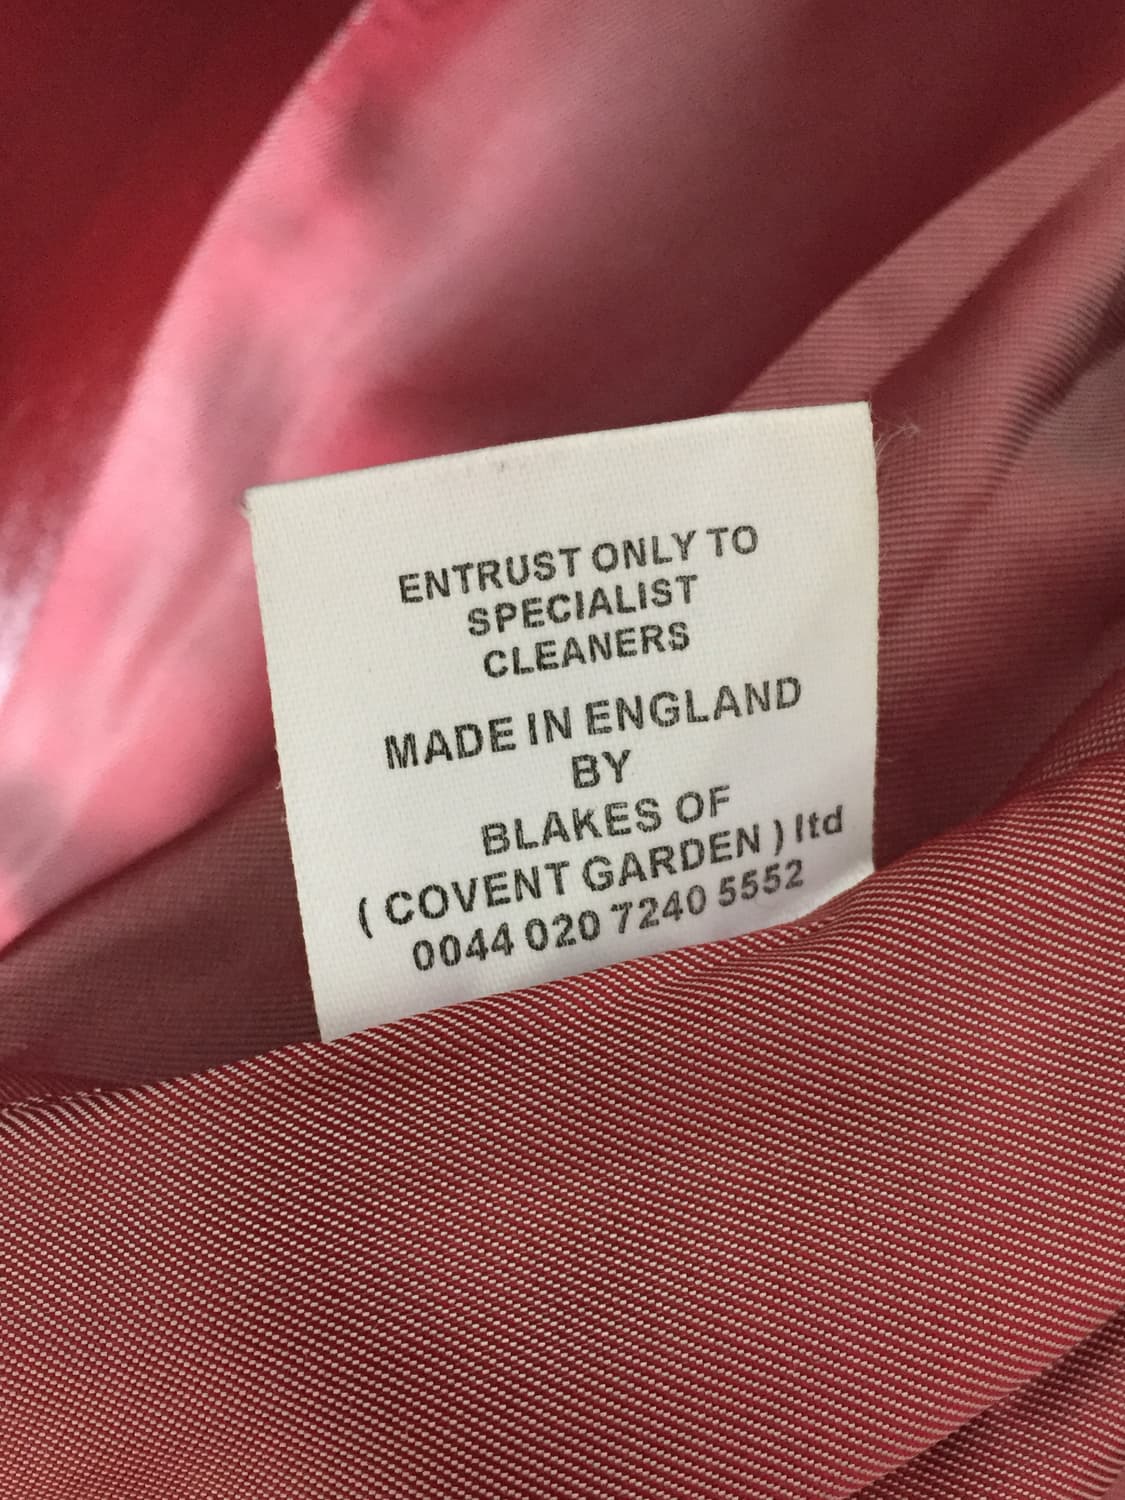 ENTRUST ONLY TO
SPECIALIST
CLEANERS
MADE IN ENGLAND
BY
BLAKES OF
( COVENT GARDEN ) ltd
0044 020 7240 5552